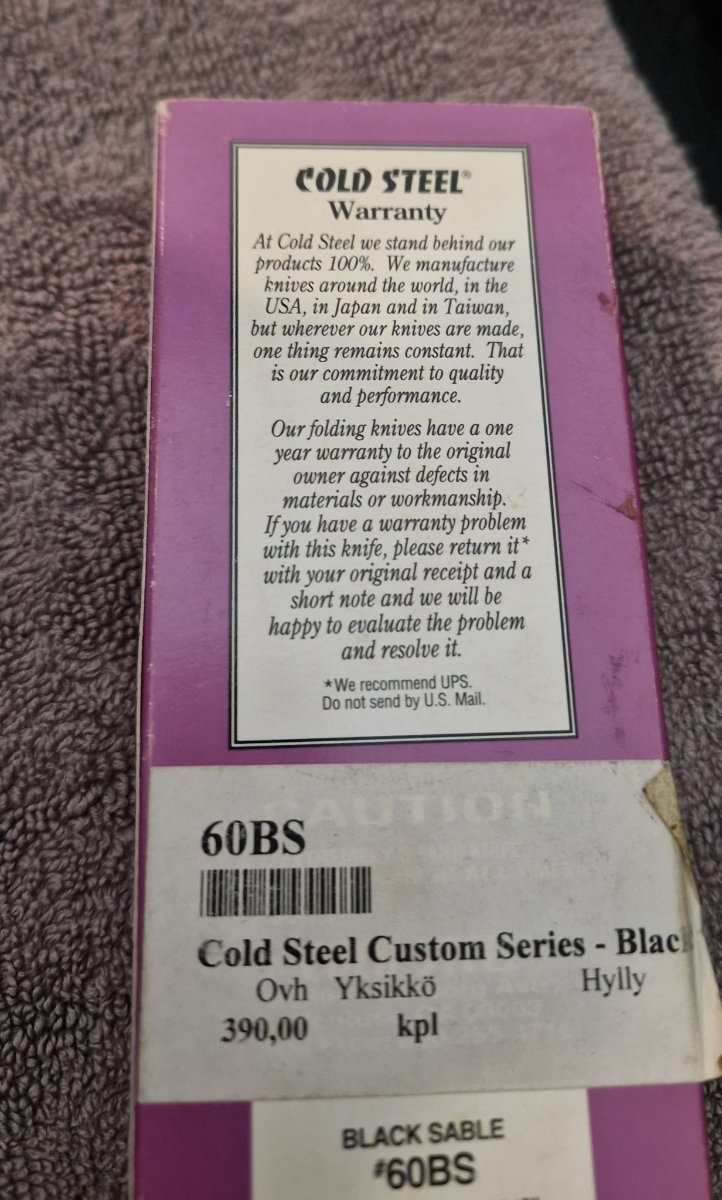 COLD STEEL®
Warranty
At Cold Steel we stand behind our
products 100%. We manufacture
knives around the world, in the
USA, in Japan and in Taiwan,
but wherever our knives are made,
one thing remains constant. That
is our commitment to quality
and performance.
Our folding knives have a one
year warranty to the original
owner against defects in
materials or workmanship.
If you have a warranty problem
with this knife, please return it*
with your original receipt and a
short note and we will be
happy to evaluate the problem
and resolve it.
*We recommend UPS.
Do not send by U.S. Mail.
CAUTION
60BS
Cold Steel Custom Series - Black
Ovh Yksikkö Hylly
390,00 kpl
BLACK SABLE
#60BS